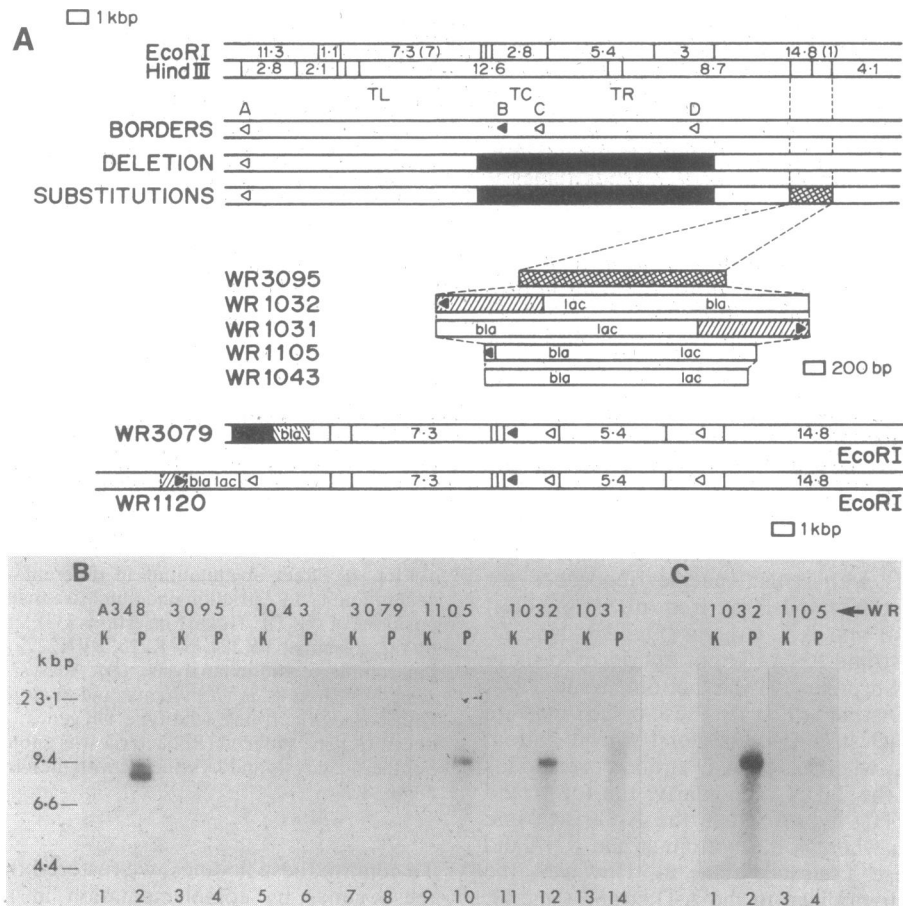 1 kbp
A
EcoRI 11·3 1·1 7·3(7) 2·8 5·4 3 14·8(1)
Hind III 2·8 2·1 12·6 8·7 4·1
TL TC TR
A B C D
BORDERS
DELETION
SUBSTITUTIONS
WR3095
WR1032 lac bla
WR1031 bla lac
WR1105 bla lac
WR1043 bla lac
200 bp
WR3079 bla 7·3 5·4 14·8
EcoRI
bla lac 7·3 5·4 14·8
WR1120 EcoRI
1 kbp
B C
A348 3095 1043 3079 1105 1032 1031 1032 1105 ←WR
K P K P K P K P K P K P K P K P K P
kbp
23·1
9·4
6·6
4·4
1 2 3 4 5 6 7 8 9 10 11 12 13 14 1 2 3 4